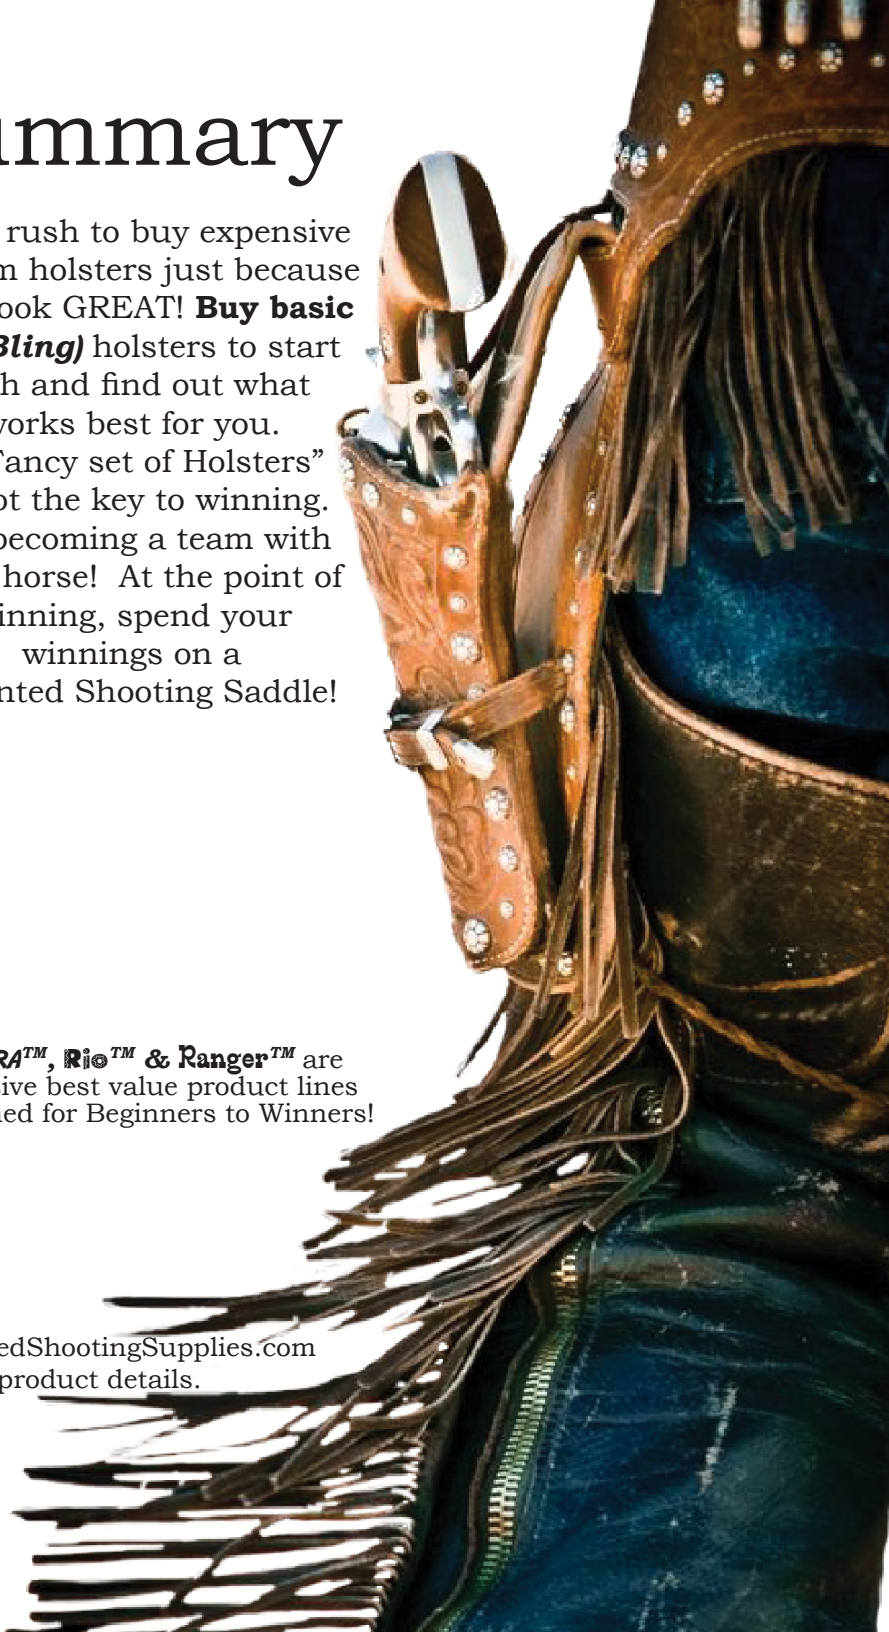 ummary
rush to buy expensive
m holsters just because
ook GREAT! Buy basic
Bling) holsters to start
h and find out what
works best for you.
Fancy set of Holsters”
ot the key to winning.
becoming a team with
horse! At the point of
inning, spend your
winnings on a
nted Shooting Saddle!
RA™, Rio™ & Ranger™ are
sive best value product lines
ned for Beginners to Winners!
edShootingSupplies.com
product details.